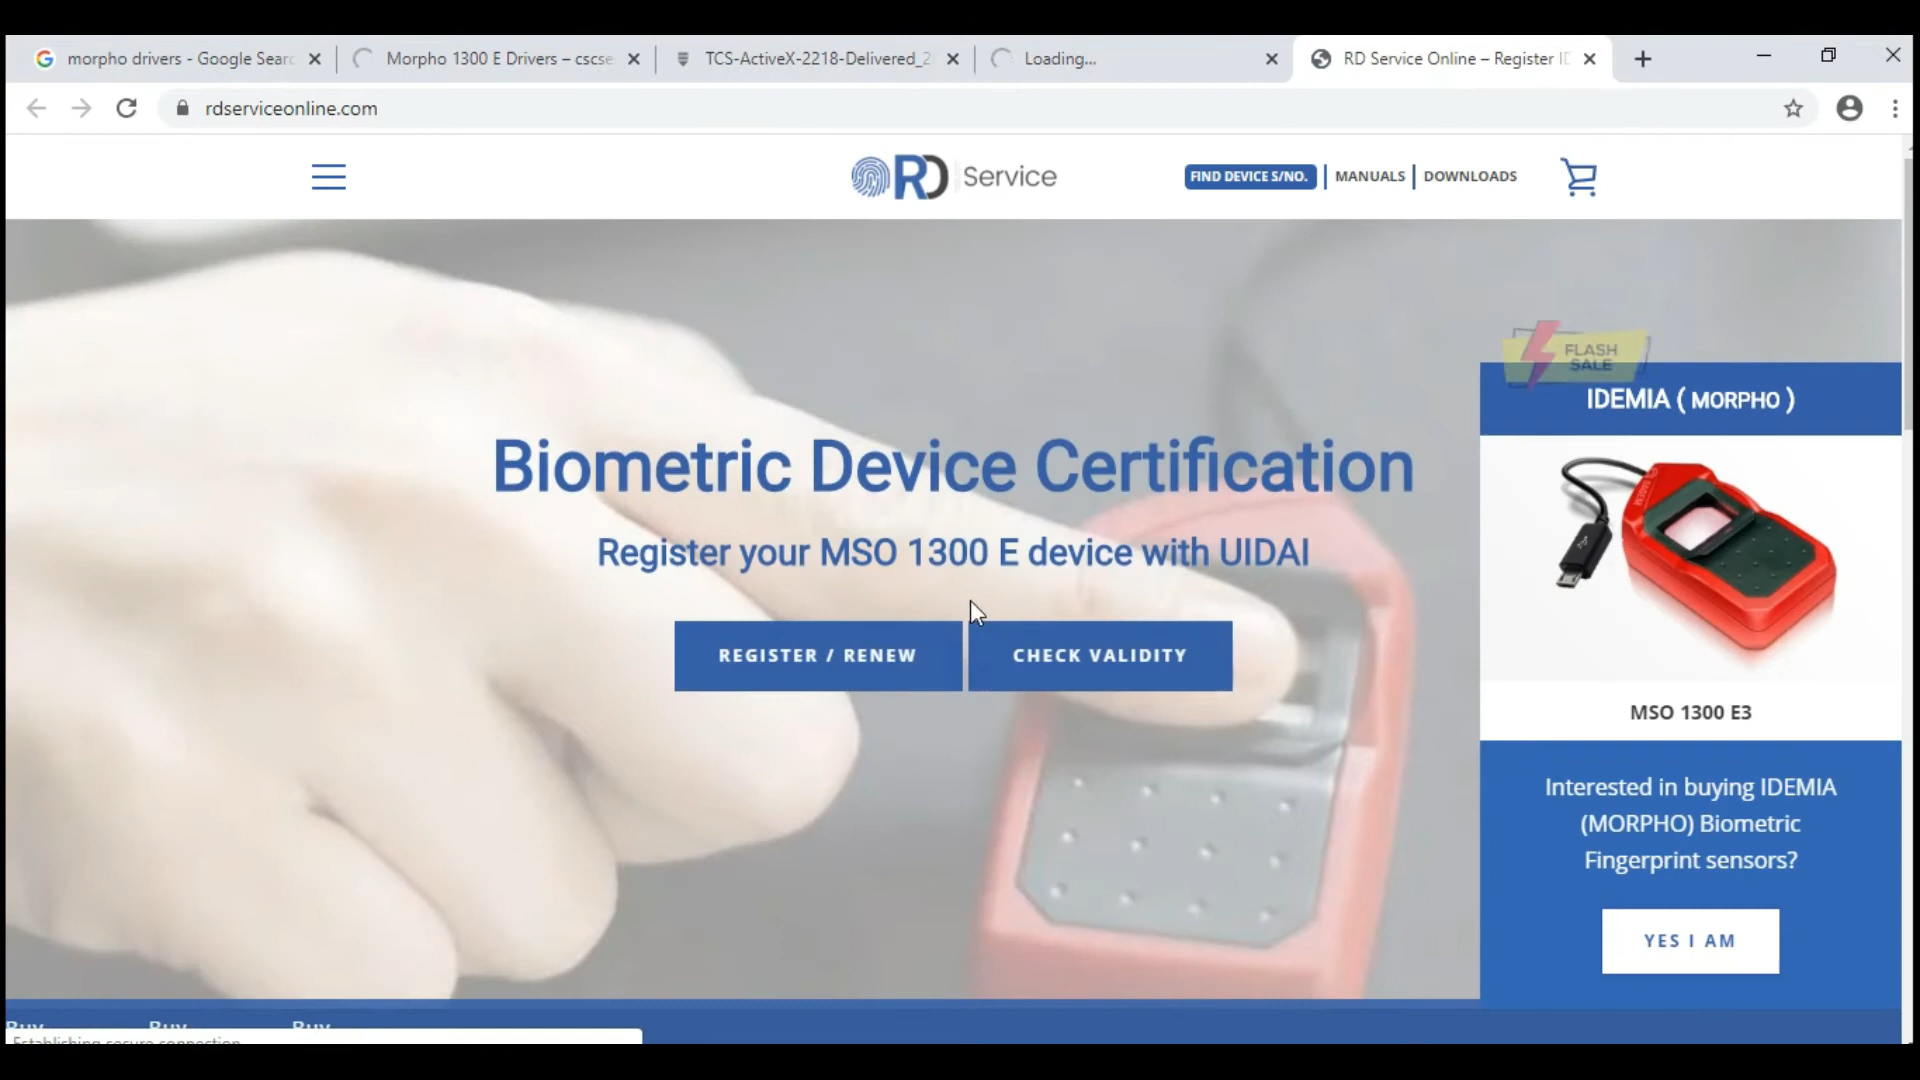 morpho drivers - Google Searc
Morpho 1300 E Drivers – cscse
TCS-ActiveX-2218-Delivered_2
Loading...
RD Service Online – Register ID
rdserviceonline.com
RD Service
FIND DEVICE S/NO.
MANUALS
DOWNLOADS
FLASH
SALE
IDEMIA ( MORPHO )
Biometric Device Certification
Register your MSO 1300 E device with UIDAI
REGISTER / RENEW
CHECK VALIDITY
MSO 1300 E3
Interested in buying IDEMIA
(MORPHO) Biometric
Fingerprint sensors?
YES I AM
Buy Buy Buy
Establishing secure connection...